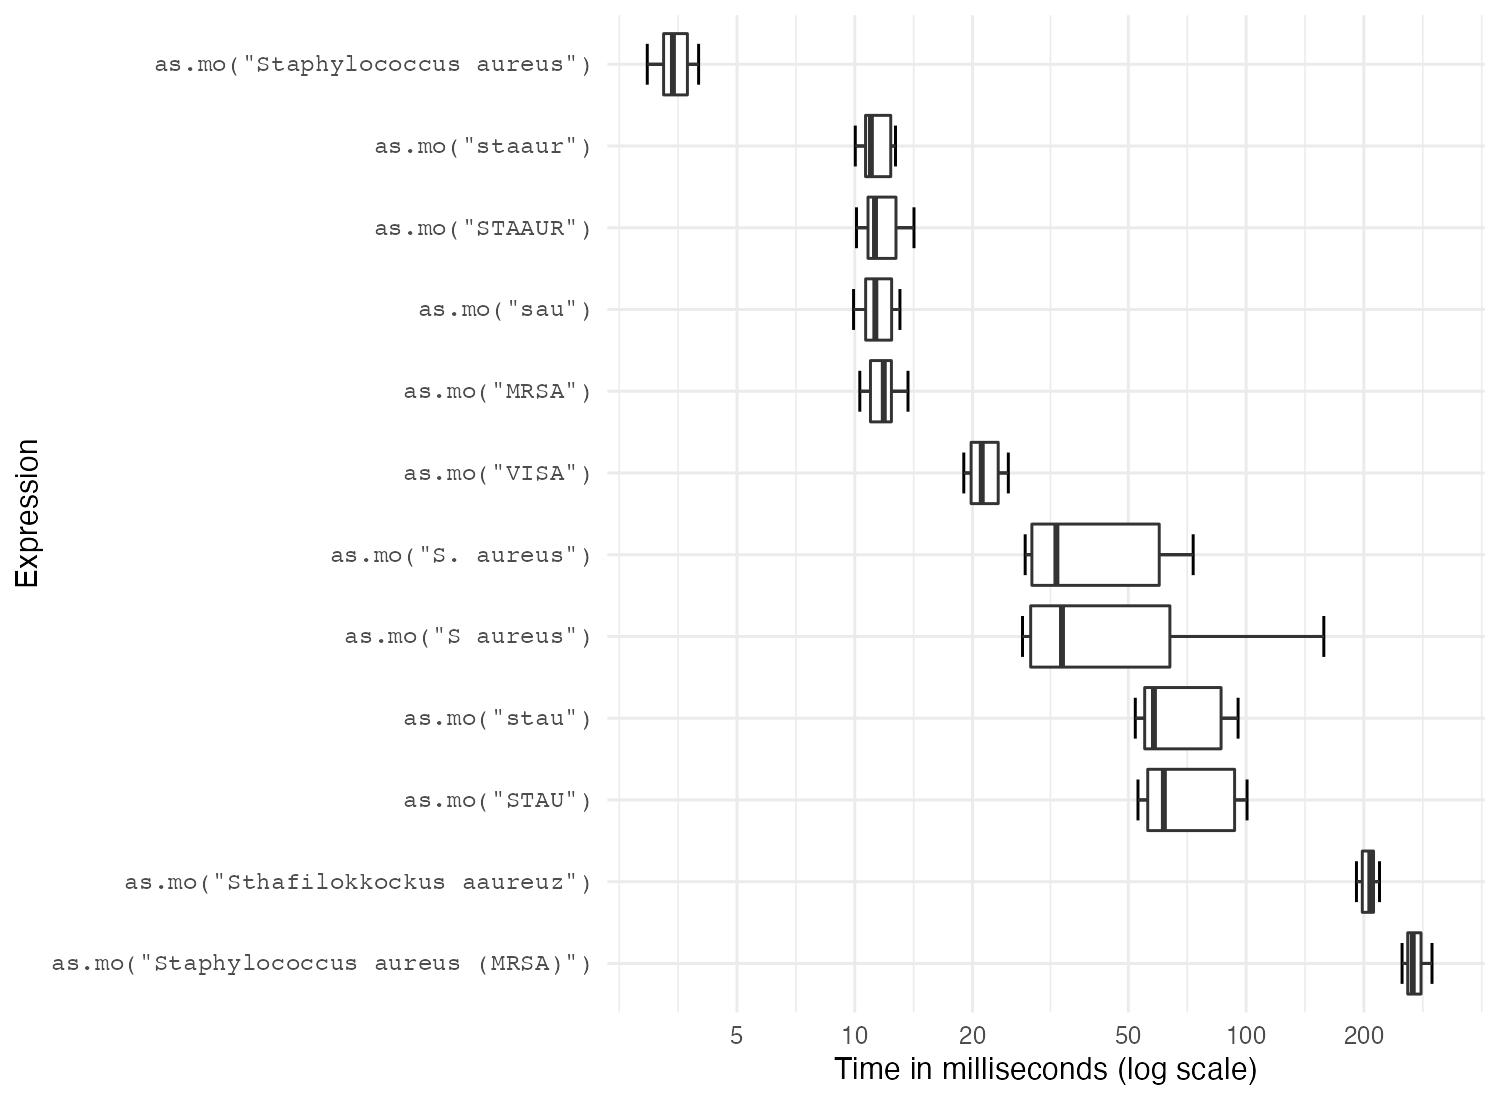 as.mo("Staphylococcus aureus")
as.mo("staaur")
as.mo("STAAUR")
as.mo("sau")
as.mo("MRSA")
as.mo("VISA")
as.mo("S. aureus")
as.mo("S aureus")
as.mo("stau")
as.mo("STAU")
as.mo("Sthafilokkockus aaureuz")
as.mo("Staphylococcus aureus (MRSA)")
Expression
5 10 20 50 100 200
Time in milliseconds (log scale)